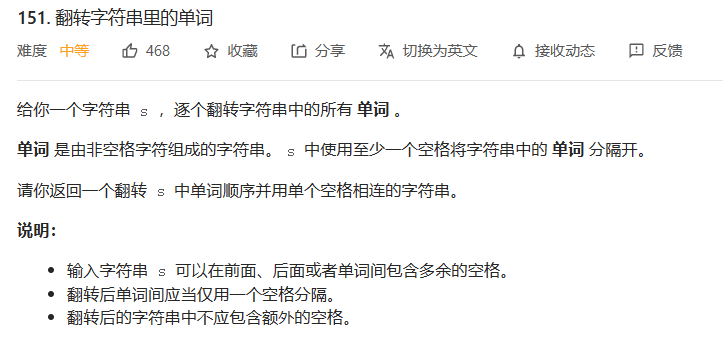 151. 翻转字符串里的单词
难度 中等 468 收藏 分享 切换为英文 接收动态 反馈
给你一个字符串 s ，逐个翻转字符串中的所有 单词 。
单词 是由非空格字符组成的字符串。 s 中使用至少一个空格将字符串中的 单词 分隔开。
请你返回一个翻转 s 中单词顺序并用单个空格相连的字符串。
说明：
• 输入字符串 s 可以在前面、后面或者单词间包含多余的空格。
• 翻转后单词间应当仅用一个空格分隔。
• 翻转后的字符串中不应包含额外的空格。